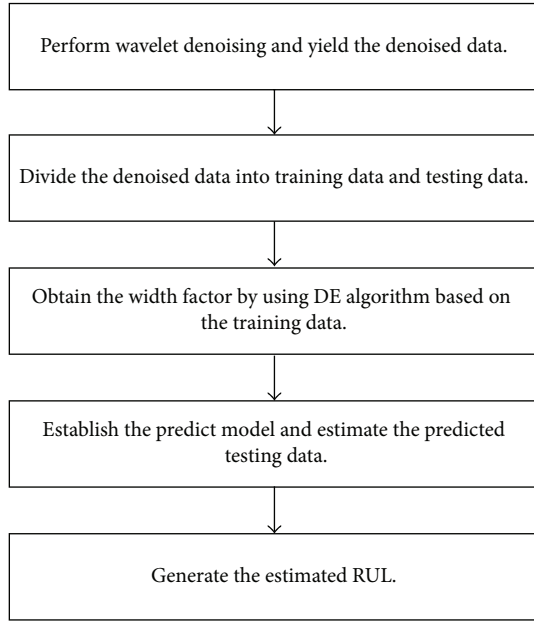 Perform wavelet denoising and yield the denoised data.
Divide the denoised data into training data and testing data.
Obtain the width factor by using DE algorithm based on
the training data.
Establish the predict model and estimate the predicted
testing data.
Generate the estimated RUL.